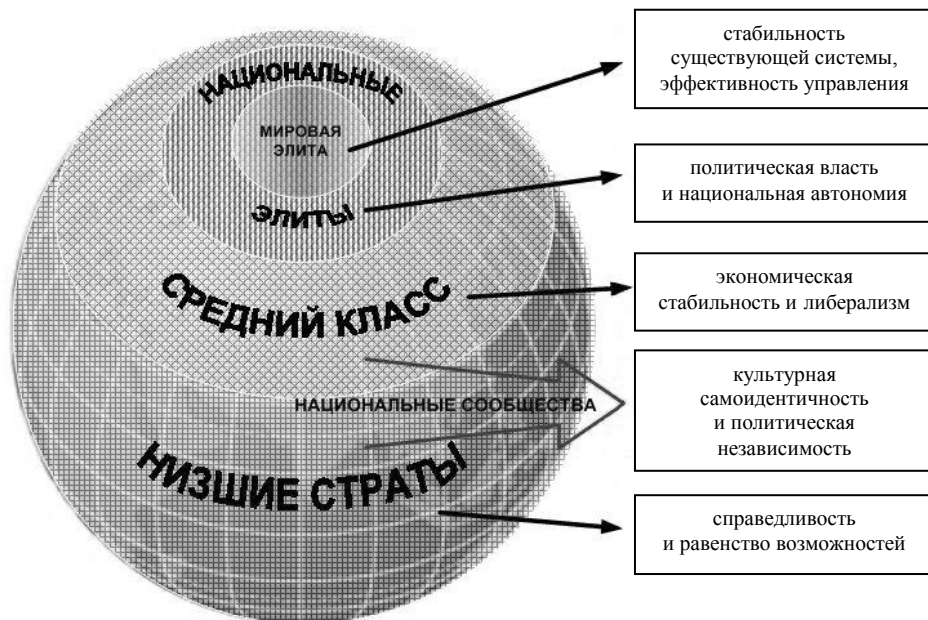 НАЦИОНАЛЬНЫЕ
МИРОВАЯ
ЭЛИТА
ЭЛИТЫ
СРЕДНИЙ КЛАСС
НАЦИОНАЛЬНЫЕ СООБЩЕСТВА
НИЗШИЕ СТРАТЫ
стабильность
существующей системы,
эффективность управления
политическая власть
и национальная автономия
экономическая
стабильность и либерализм
культурная
самоидентичность
и политическая
независимость
справедливость
и равенство возможностей